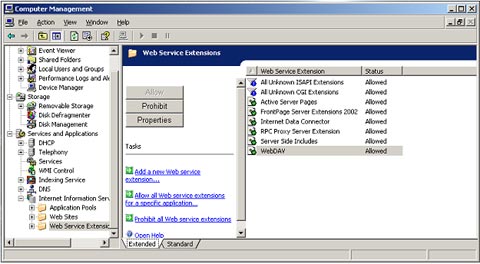 Computer Management
File Action View Window Help
Event Viewer
Shared Folders
Local Users and Groups
Performance Logs and Ale
Device Manager
Storage
Removable Storage
Disk Defragmenter
Disk Management
Services and Applications
DHCP
Telephony
Services
WMI Control
Indexing Service
DNS
Internet Information Serv
Application Pools
Web Sites
Web Service Extensio
Web Service Extensions
Allow
Prohibit
Properties
Tasks
Add a new Web service
extension...
Allow all Web service extensions
for a specific application...
Prohibit all Web service extensions
Open Help
Web Service Extension Status
All Unknown ISAPI Extensions Allowed
All Unknown CGI Extensions Allowed
Active Server Pages Allowed
FrontPage Server Extensions 2002 Allowed
Internet Data Connector Allowed
RPC Proxy Server Extension Allowed
Server Side Includes Allowed
WebDAV Allowed
Extended Standard